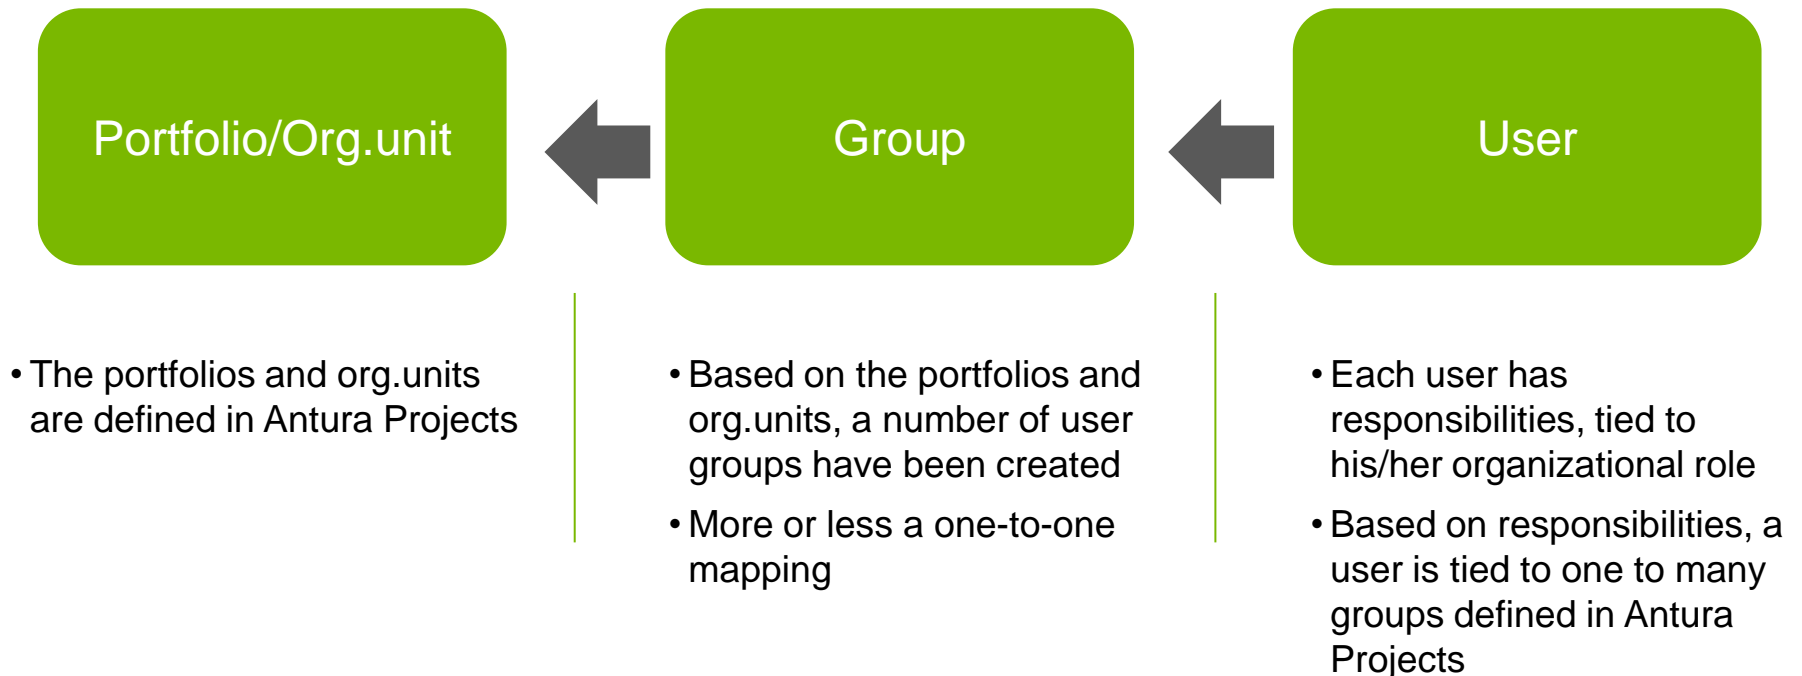 Portfolio/Org.unit
Group
User
• The portfolios and org.units
are defined in Antura Projects
• Based on the portfolios and
org.units, a number of user
groups have been created
• More or less a one-to-one
mapping
• Each user has
responsibilities, tied to
his/her organizational role
• Based on responsibilities, a
user is tied to one to many
groups defined in Antura
Projects